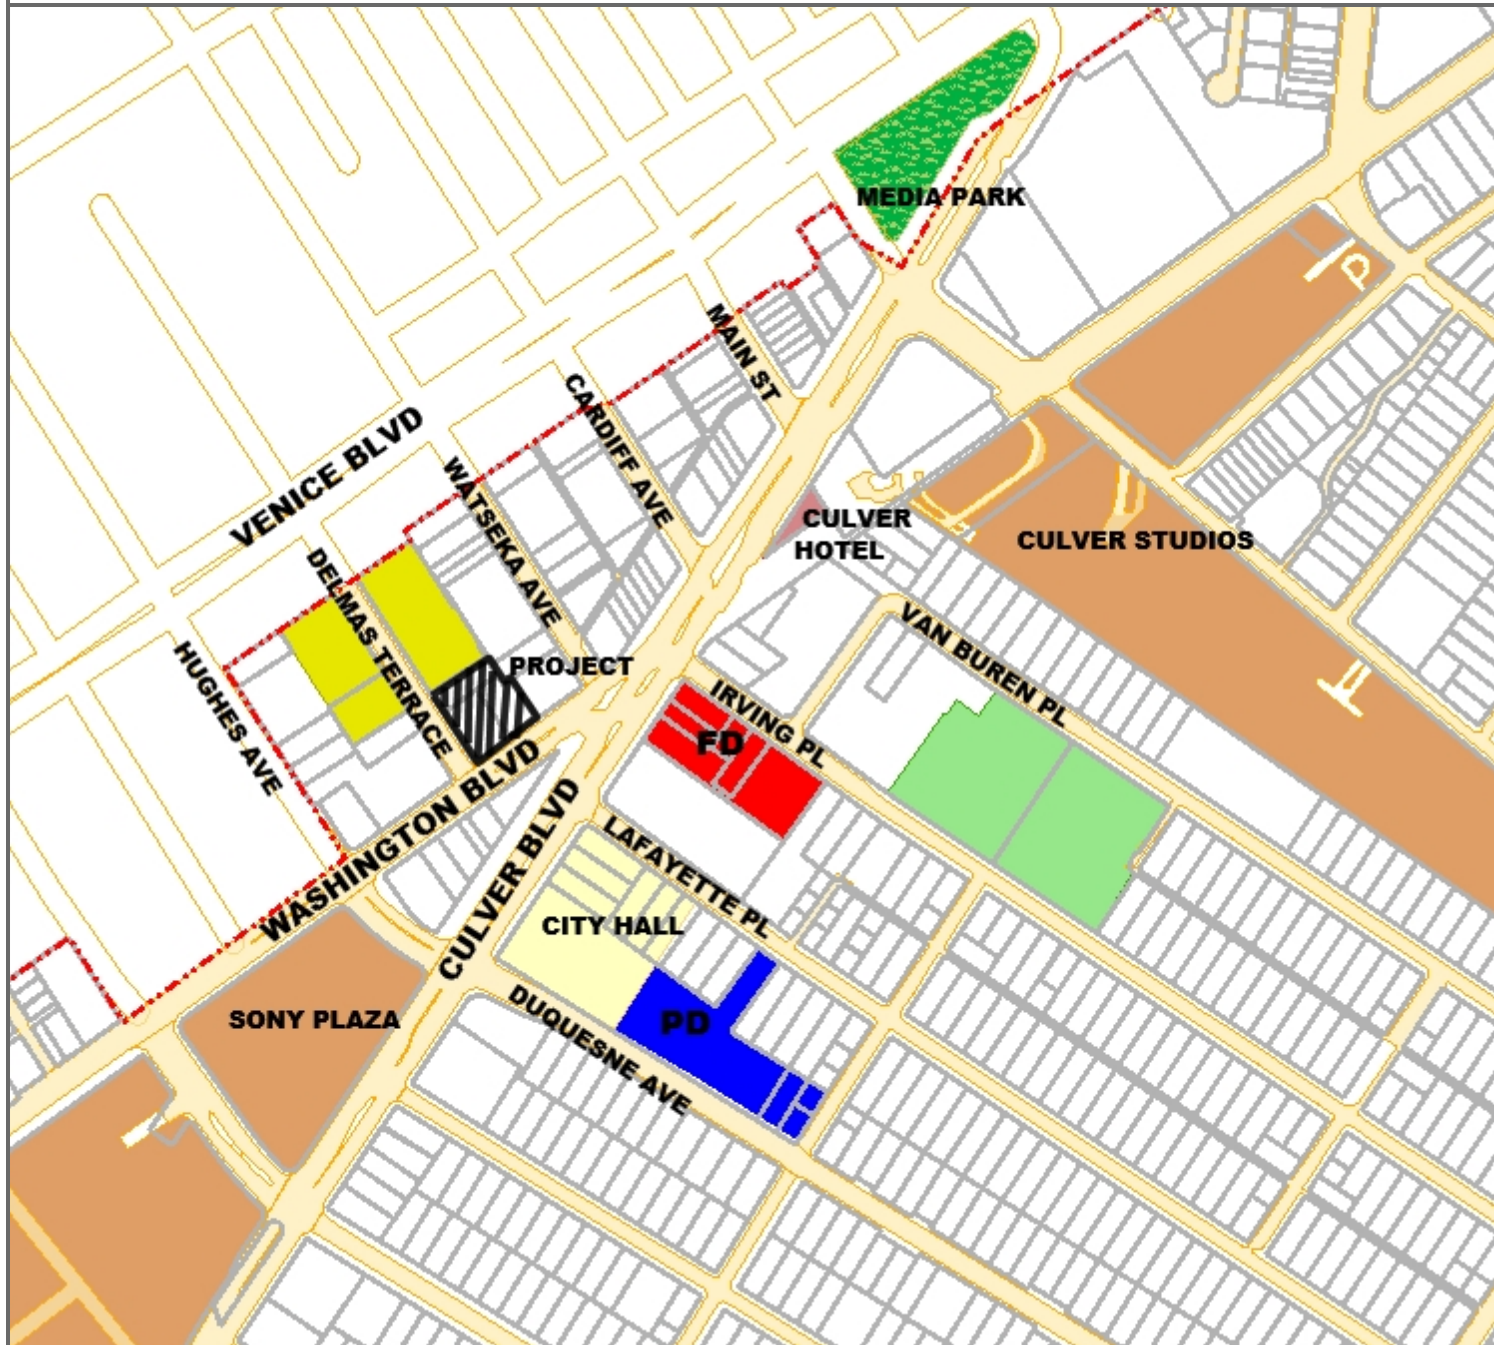 MEDIA PARK
MAIN ST
CARDIFF AVE
VENICE BLVD
WATSEKA AVE
CULVER
HOTEL
CULVER STUDIOS
DELMAS TERRACE
HUGHES AVE
PROJECT
VAN BUREN PL
IRVING PL
FD
WASHINGTON BLVD
CULVER BLVD
LAFAYETTE PL
CITY HALL
SONY PLAZA
PD
DUQUESNE AVE